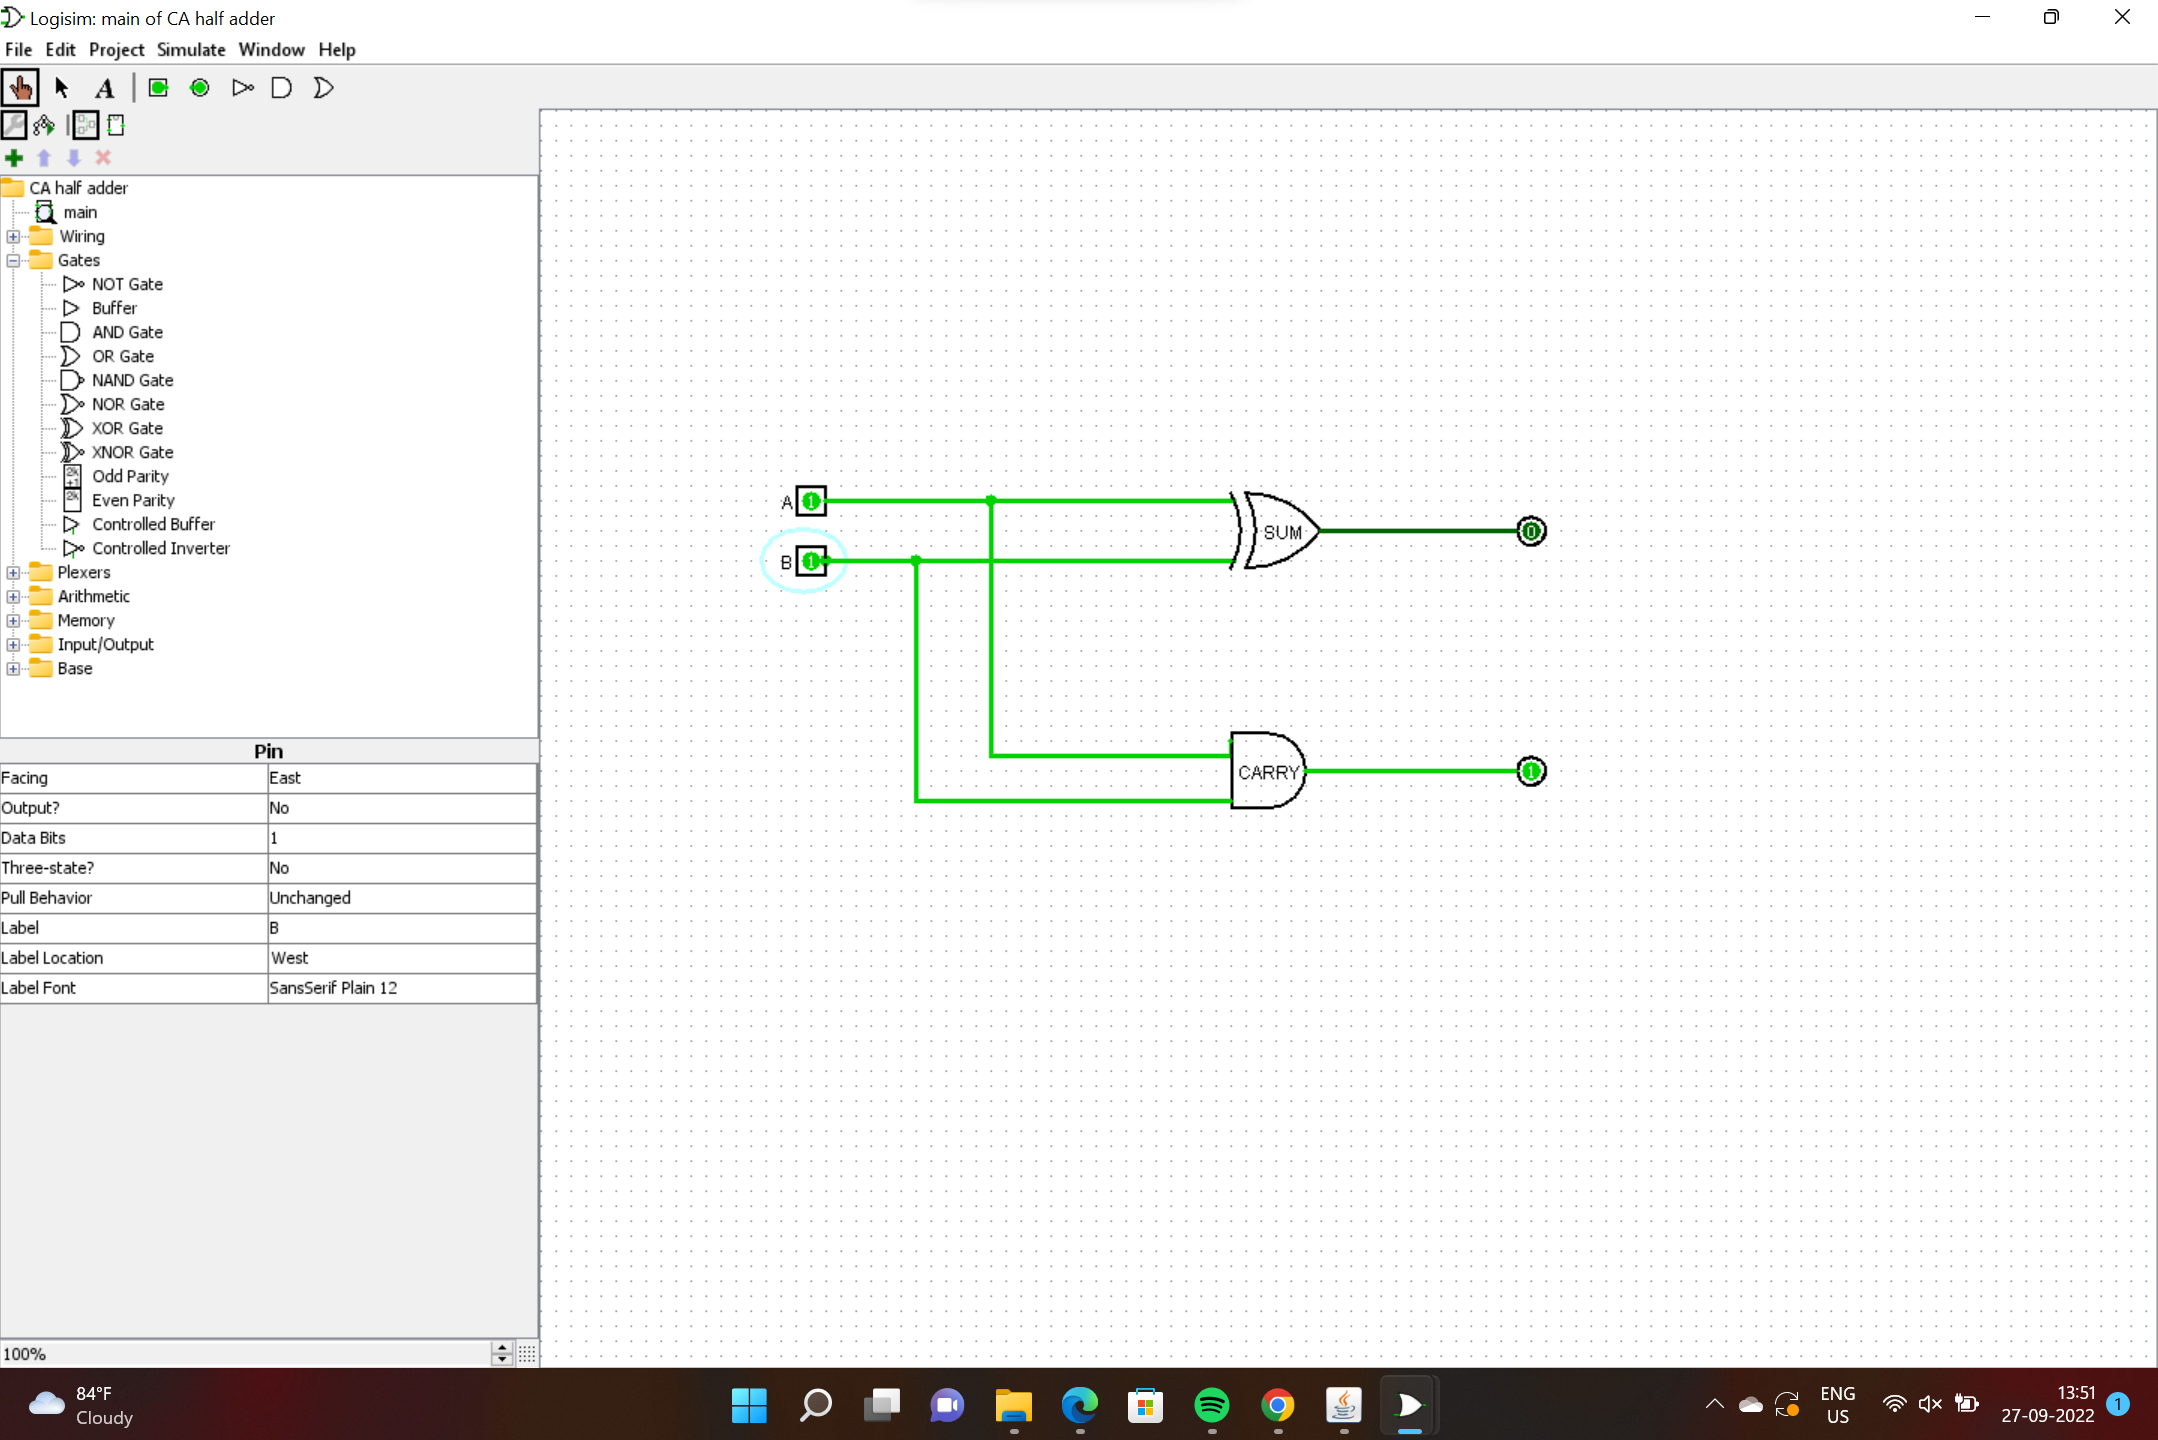 Logisim: main of CA half adder
File Edit Project Simulate Window Help
A
CA half adder
main
Wiring
Gates
NOT Gate
Buffer
AND Gate
OR Gate
NAND Gate
NOR Gate
XOR Gate
XNOR Gate
2k+1 Odd Parity
2k Even Parity
Controlled Buffer
Controlled Inverter
Plexers
Arithmetic
Memory
Input/Output
Base
Pin
Facing East
Output? No
Data Bits 1
Three-state? No
Pull Behavior Unchanged
Label B
Label Location West
Label Font SansSerif Plain 12
100%
A 1
SUM 0
B 1
CARRY 1
84°F
Cloudy
ENG
US
13:51
27-09-2022
1